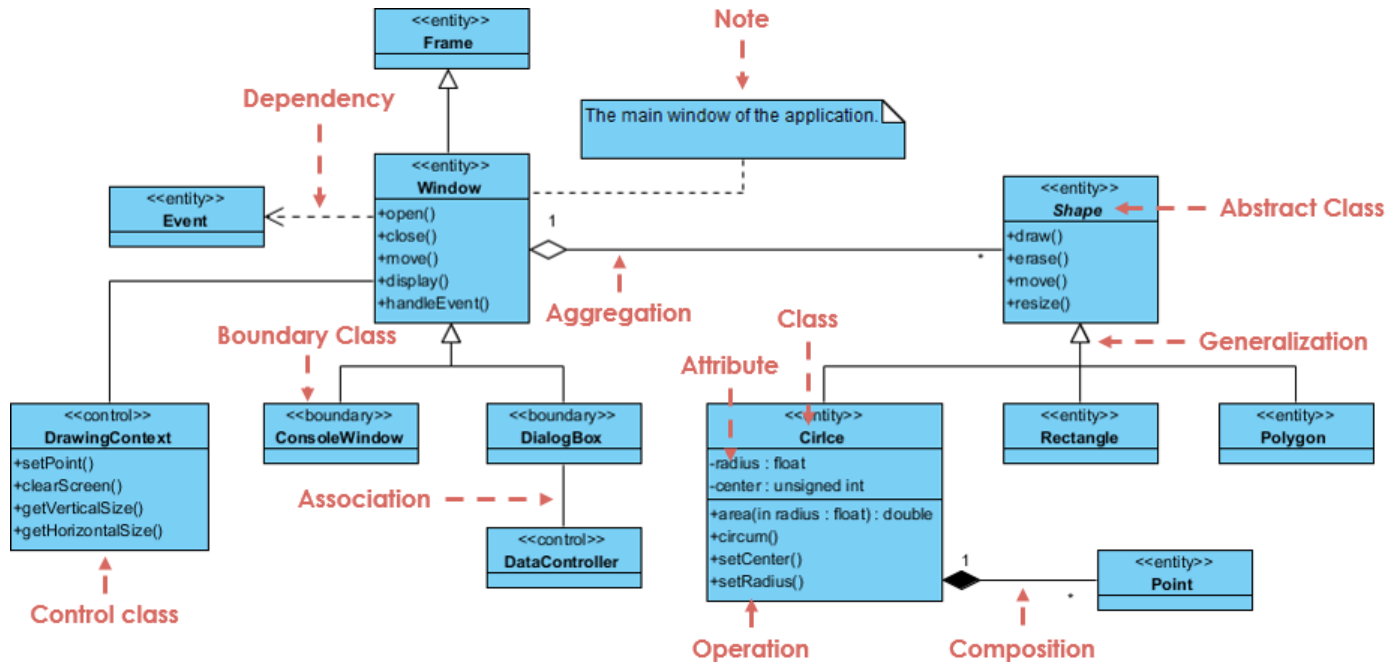 <<entity>>
Frame
Note
Dependency
The main window of the application.
<<entity>>
Window
+open()
+close()
+move()
+display()
+handleEvent()
<<entity>>
Event
1
*
Aggregation
<<entity>>
Shape
+draw()
+erase()
+move()
+resize()
Abstract Class
Generalization
Boundary Class
Class
Attribute
<<control>>
DrawingContext
+setPoint()
+clearScreen()
+getVerticalSize()
+getHorizontalSize()
Control class
<<boundary>>
ConsoleWindow
<<boundary>>
DialogBox
Association
<<control>>
DataController
<<entity>>
Cirlce
-radius : float
-center : unsigned int
+area(in radius : float) : double
+circum()
+setCenter()
+setRadius()
Operation
<<entity>>
Rectangle
<<entity>>
Polygon
1
*
Composition
<<entity>>
Point